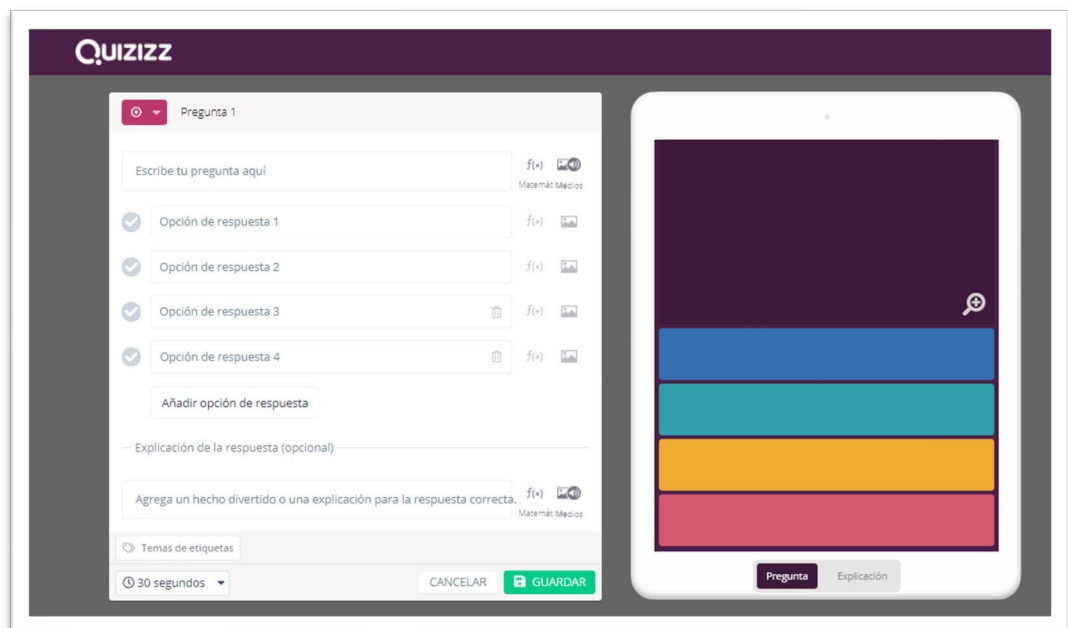 QUIZIZZ
Pregunta 1
Escribe tu pregunta aquí
f(×)
Matemát Medios
Opción de respuesta 1
f(×)
Opción de respuesta 2
f(×)
Opción de respuesta 3
f(×)
Opción de respuesta 4
f(×)
Añadir opción de respuesta
Explicación de la respuesta (opcional)
Agrega un hecho divertido o una explicación para la respuesta correcta.
f(×)
Matemát Medios
Temas de etiquetas
30 segundos
CANCELAR
GUARDAR
Pregunta
Explicación